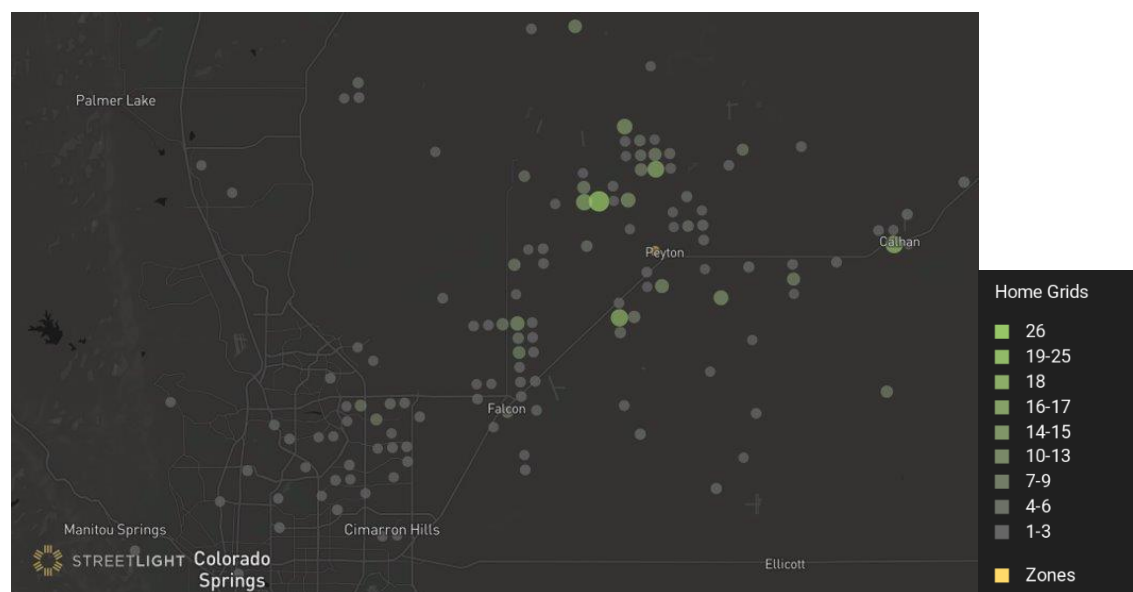 Palmer Lake
Peyton
Calhan
Falcon
Manitou Springs
Cimarron Hills
STREETLIGHT
Colorado
Springs
Ellicott
Home Grids
26
19-25
18
16-17
14-15
10-13
7-9
4-6
1-3
Zones